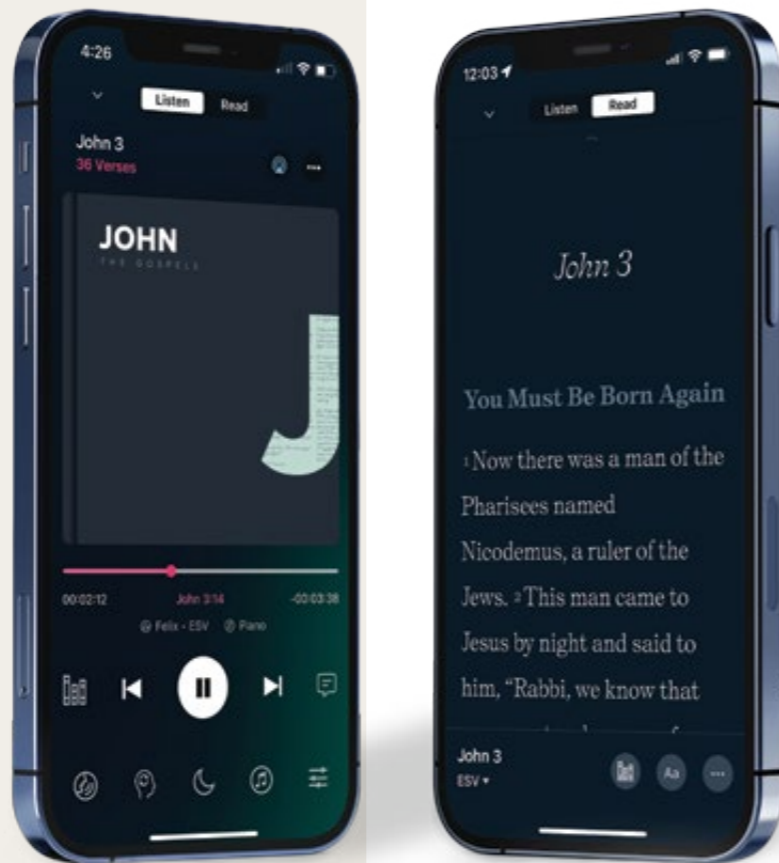 4:26
Listen Read
John 3
36 Verses
JOHN
THE GOSPELS
J
00:02:12 John 3:14 -00:03:38
Felix - ESV Piano
12:03
Listen Read
John 3
You Must Be Born Again
1 Now there was a man of the
Pharisees named
Nicodemus, a ruler of the
Jews. 2 This man came to
Jesus by night and said to
him, “Rabbi, we know that
John 3
ESV
Aa